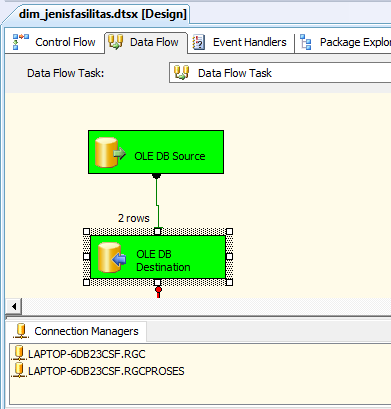 dim_jenisfasilitas.dtsx [Design]
Control Flow
Data Flow
Event Handlers
Package Explo
Data Flow Task:
Data Flow Task
OLE DB Source
2 rows
OLE DB
Destination
Connection Managers
LAPTOP-6DB23CSF.RGC
LAPTOP-6DB23CSF.RGCPROSES